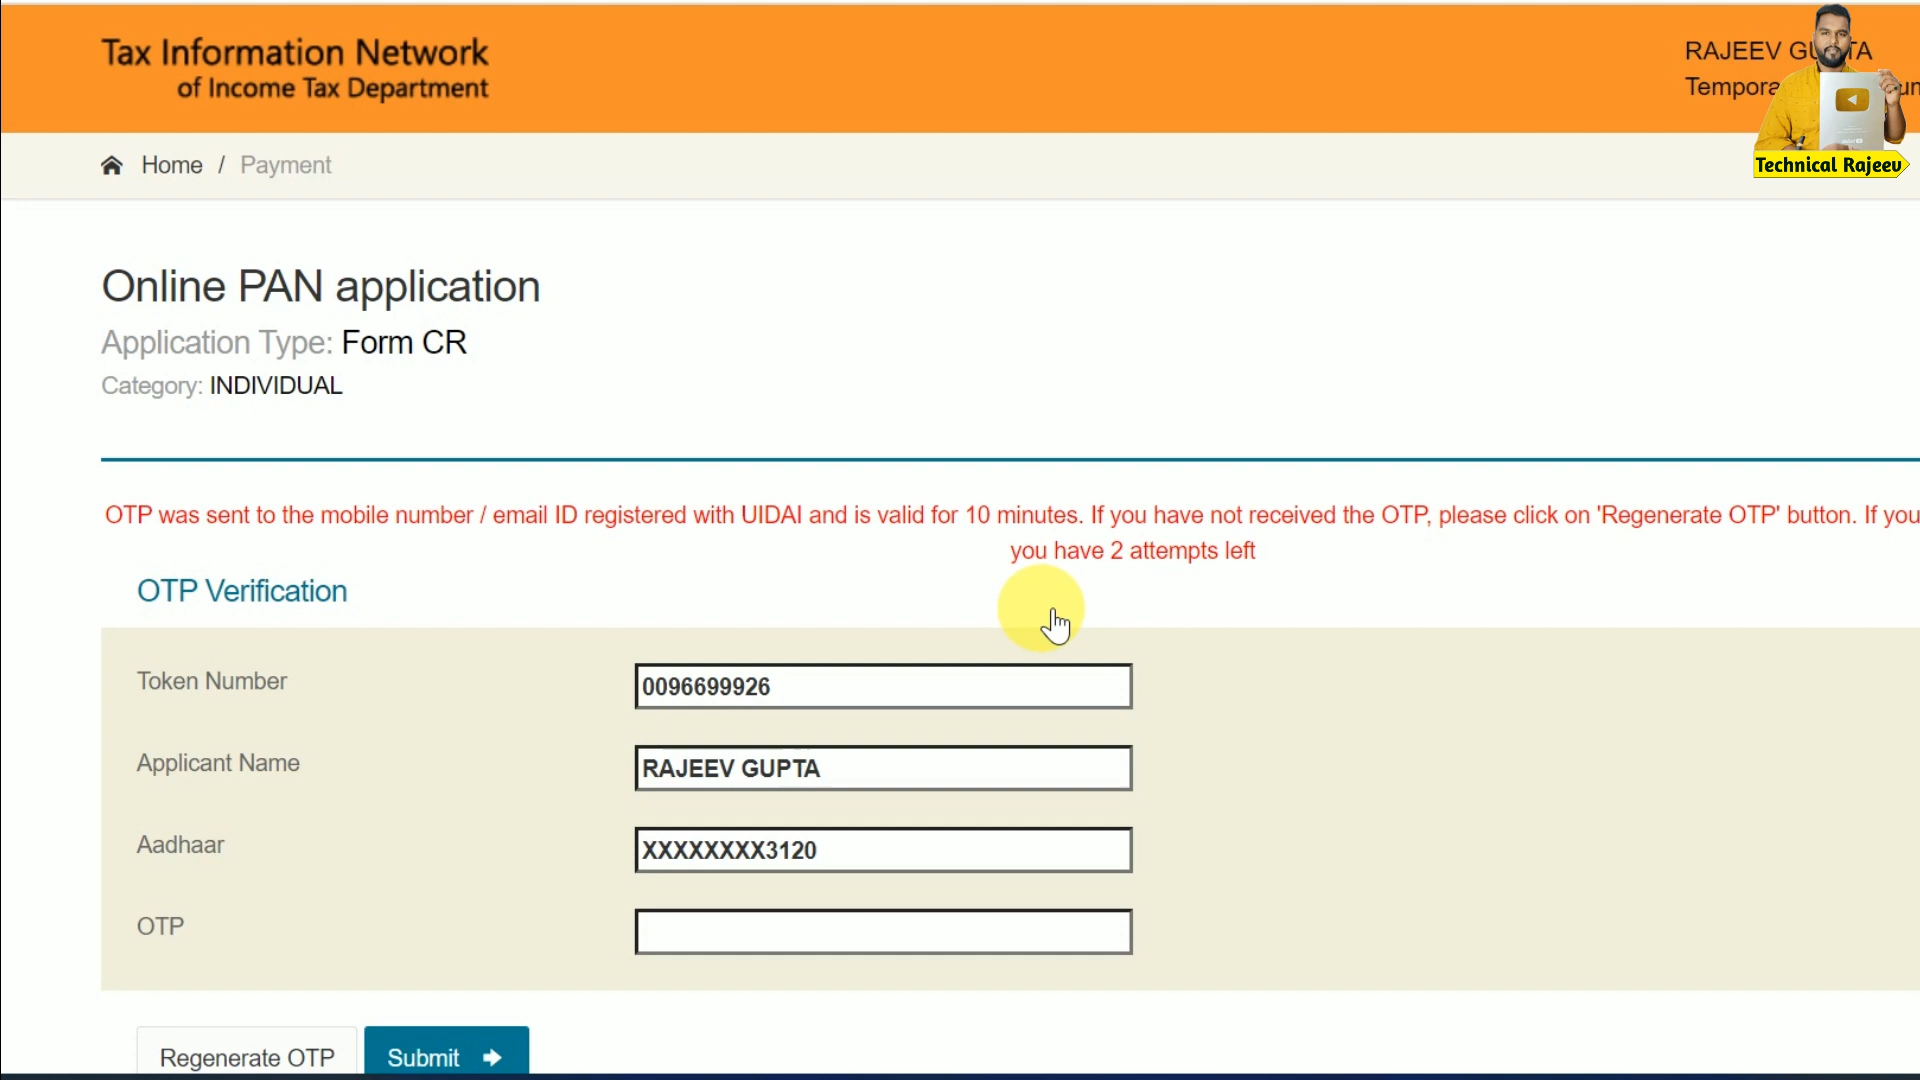 Tax Information Network
of Income Tax Department
RAJEEV
Home / Payment
Technical Rajeev
Online PAN application
Application Type: Form CR
Category: INDIVIDUAL
OTP was sent to the mobile number / email ID registered with UIDAI and is valid for 10 minutes. If you have not received the OTP, please click on 'Regenerate OTP' button. If you
you have 2 attempts left
OTP Verification
Token Number
0096699926
Applicant Name
RAJEEV GUPTA
Aadhaar
XXXXXXXX3120
OTP
Regenerate OTP
Submit